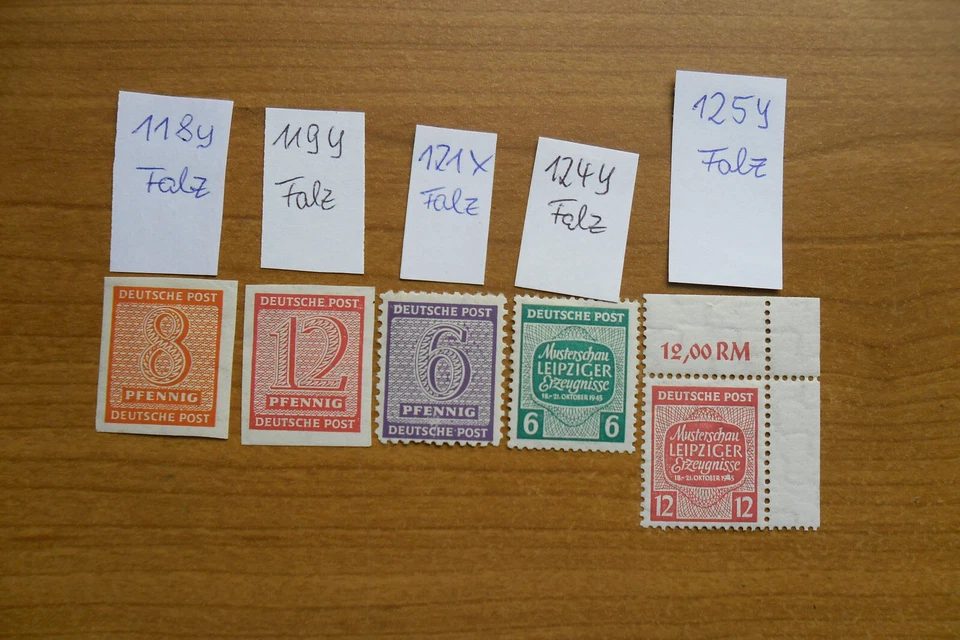 118y
Falz
119y
Falz
121X
Falz
124y
Falz
125y
Falz
DEUTSCHE POST
8
PFENNIG
DEUTSCHE POST
DEUTSCHE POST
12
PFENNIG
DEUTSCHE POST
DEUTSCHE POST
6
PFENNIG
DEUTSCHE POST
DEUTSCHE POST
Musterschau
LEIPZIGER
Erzeugnisse
18.-21. OKTOBER 1945
6 6
12,00 RM
DEUTSCHE POST
Musterschau
LEIPZIGER
Erzeugnisse
18.-21. OKTOBER 1945
12 12